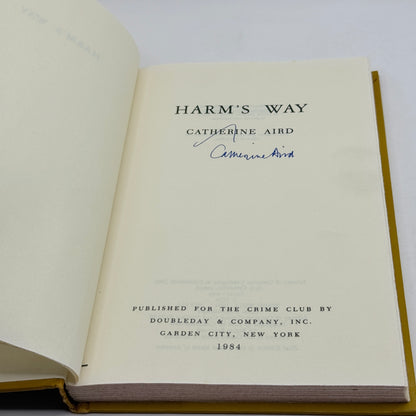 HARM'S WAY
CATHERINE AIRD
Catherine Aird
PUBLISHED FOR THE CRIME CLUB BY
DOUBLEDAY & COMPANY, INC.
GARDEN CITY, NEW YORK
1984